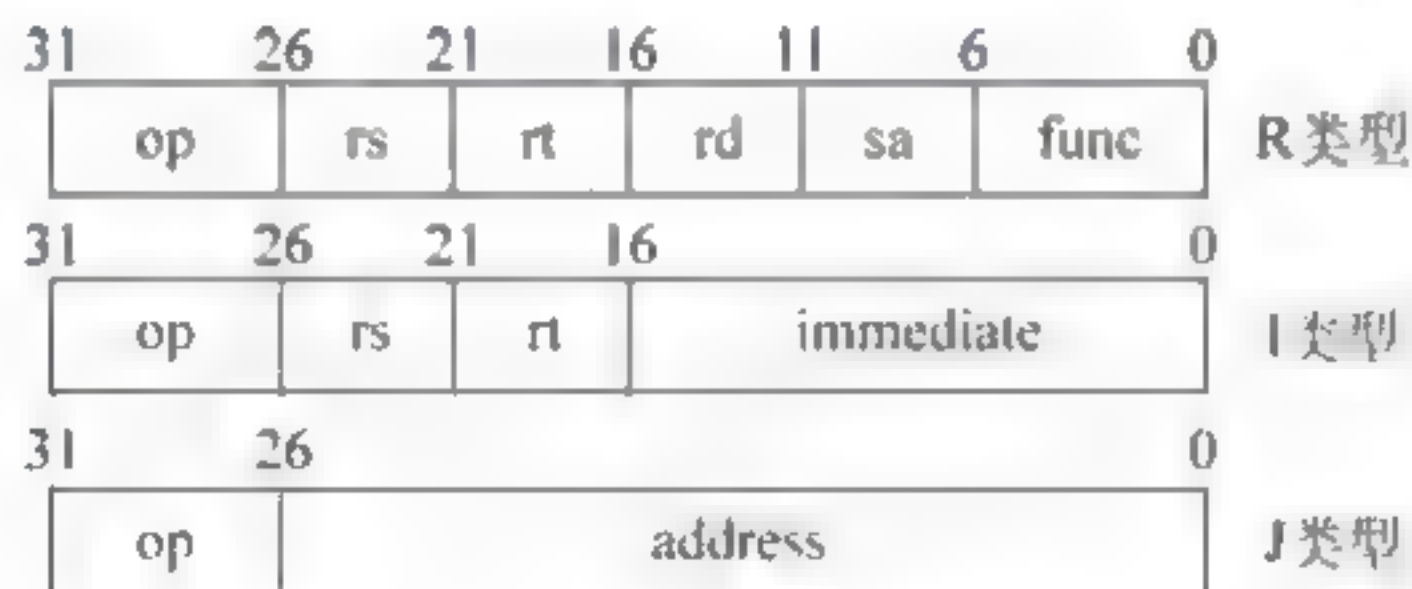 31 26 21 16 11 6 0
op rs rt rd sa func R类型
31 26 21 16 0
op rs rt immediate I类型
31 26 0
op address J类型